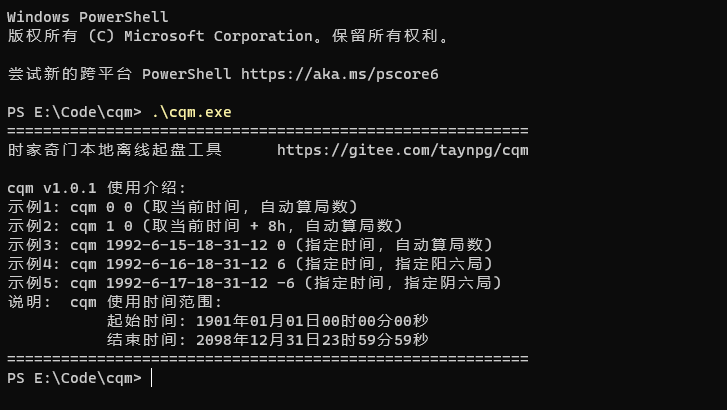 Windows PowerShell
版权所有 (C) Microsoft Corporation。保留所有权利。
尝试新的跨平台 PowerShell https://aka.ms/pscore6
PS E:\Code\cqm> .\cqm.exe
==========================================================
时家奇门本地离线起盘工具      https://gitee.com/taynpg/cqm
cqm v1.0.1 使用介绍:
示例1: cqm 0 0 (取当前时间, 自动算局数)
示例2: cqm 1 0 (取当前时间 + 8h, 自动算局数)
示例3: cqm 1992-6-15-18-31-12 0 (指定时间, 自动算局数)
示例4: cqm 1992-6-16-18-31-12 6 (指定时间, 指定阳六局)
示例5: cqm 1992-6-17-18-31-12 -6 (指定时间, 指定阴六局)
说明:  cqm 使用时间范围:
起始时间: 1901年01月01日00时00分00秒
结束时间: 2098年12月31日23时59分59秒
==========================================================
PS E:\Code\cqm>